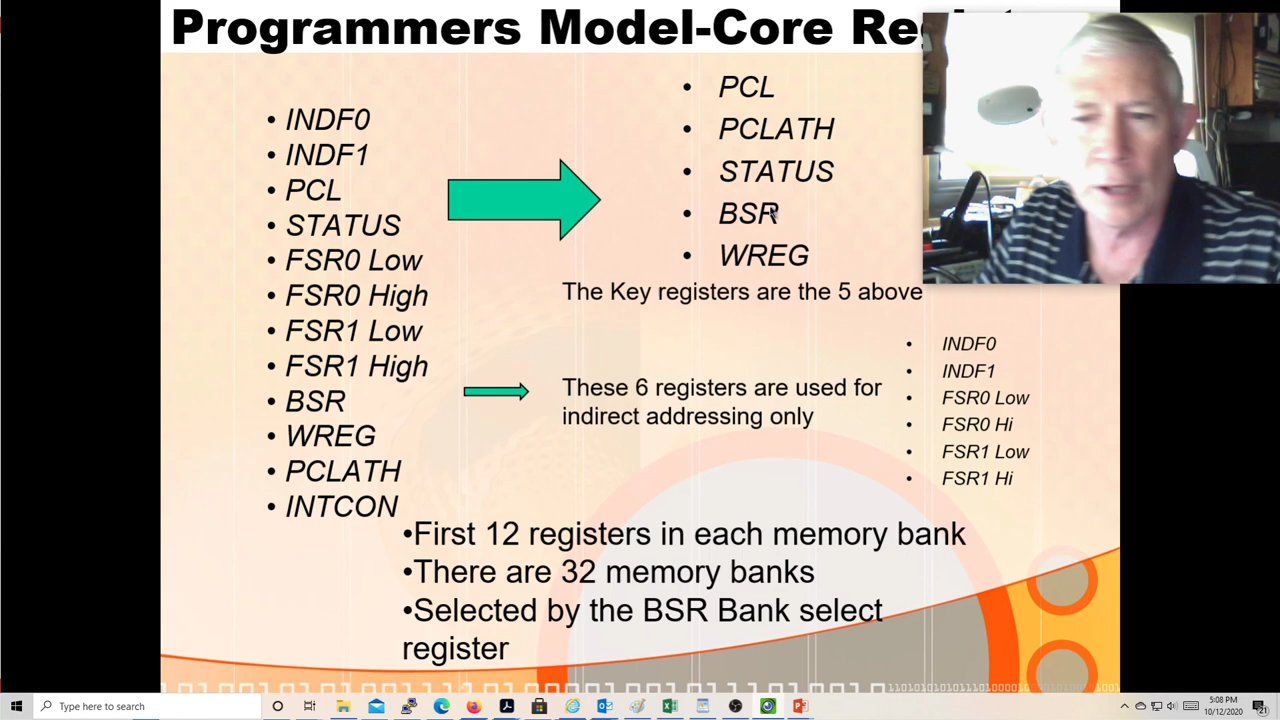 Programmers Model-Core
• INDF0
• INDF1
• PCL
• STATUS
• FSR0 Low
• FSR0 High
• FSR1 Low
• FSR1 High
• BSR
• WREG
• PCLATH
• INTCON
• PCL
• PCLATH
• STATUS
• BSR
• WREG
The Key registers are the 5 above
These 6 registers are used for
indirect addressing only
• INDF0
• INDF1
• FSR0 Low
• FSR0 Hi
• FSR1 Low
• FSR1 Hi
•First 12 registers in each memory bank
•There are 32 memory banks
•Selected by the BSR Bank select
register
Type here to search
5:08 PM
10/12/2020